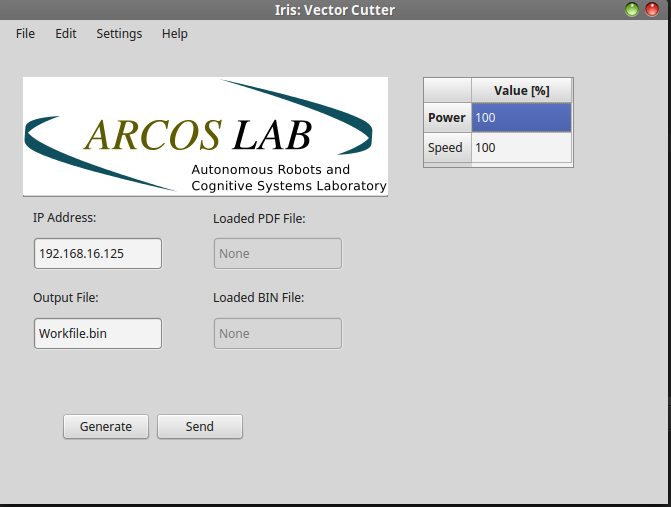 Iris: Vector Cutter
File Edit Settings Help
ARCOS LAB
Autonomous Robots and
Cognitive Systems Laboratory
Value [%]
Power 100
Speed 100
IP Address: Loaded PDF File:
192.168.16.125 None
Output File: Loaded BIN File:
Workfile.bin None
Generate Send